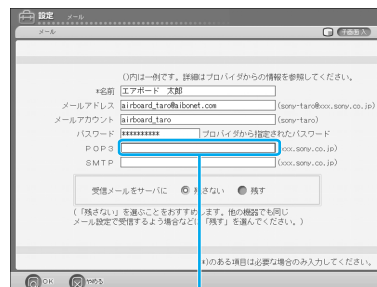 設定 メール
メール 子画面入
()内は一例です。詳細はプロバイダからの情報を参照してください。
*名前 エアボード 太郎
メールアドレス airboard_taro@aibonet.com (sony-taro@xxx.sony.co.jp)
メールアカウント airboard_taro (sony-taro)
パスワード ********** プロバイダから指定されたパスワード
POP3 (xxx.sony.co.jp)
SMTP (xxx.sony.co.jp)
受信メールをサーバに 残さない 残す
(「残さない」を選ぶことをおすすめします。他の機器でも同じ
メール設定で受信するような場合などは「残す」を選んでください。)
*)のある項目は必要な場合のみ入力してください。
OK やめる